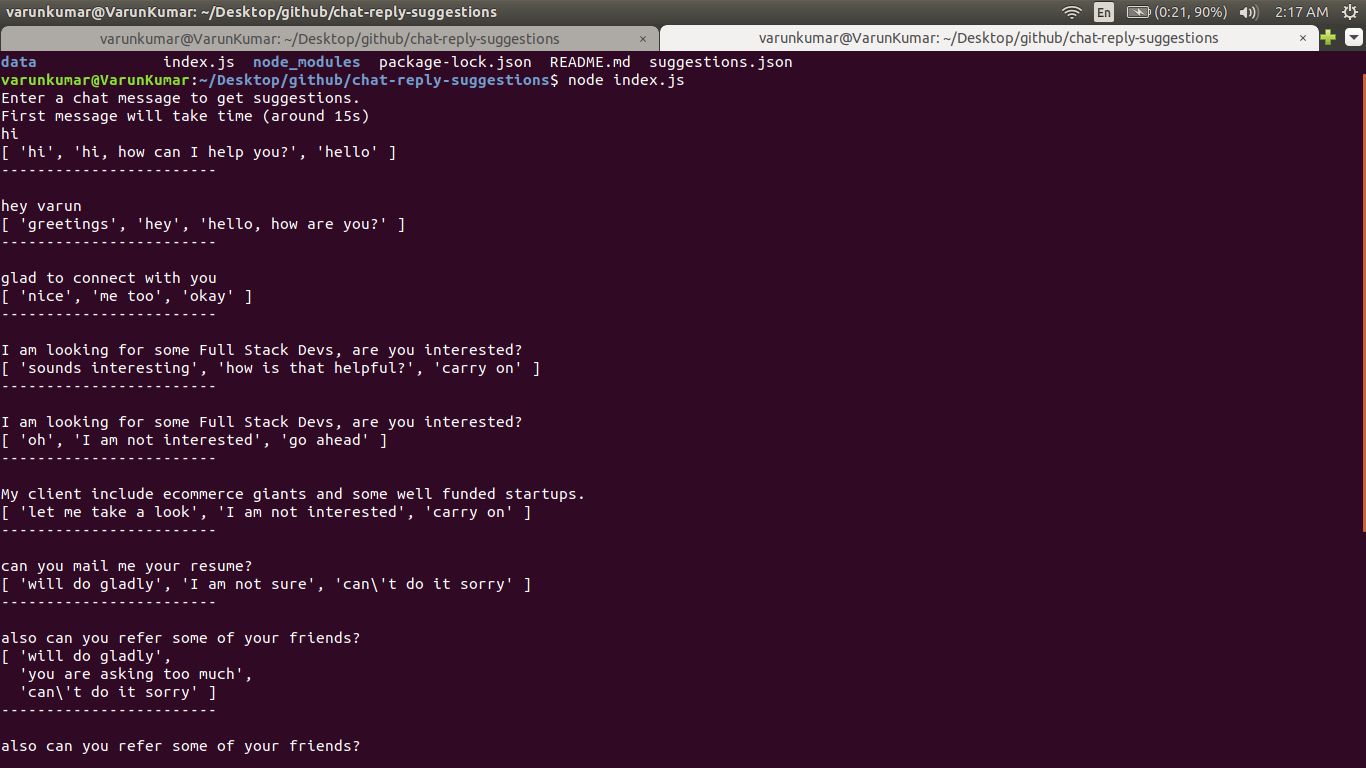 varunkumar@VarunKumar: ~/Desktop/github/chat-reply-suggestions En (0:21, 90%) 2:17 AM
varunkumar@VarunKumar: ~/Desktop/github/chat-reply-suggestions × varunkumar@VarunKumar: ~/Desktop/github/chat-reply-suggestions ×
data index.js node_modules package-lock.json README.md suggestions.json
varunkumar@VarunKumar:~/Desktop/github/chat-reply-suggestions$ node index.js
Enter a chat message to get suggestions.
First message will take time (around 15s)
hi
[ 'hi', 'hi, how can I help you?', 'hello' ]
------------------------
hey varun
[ 'greetings', 'hey', 'hello, how are you?' ]
------------------------
glad to connect with you
[ 'nice', 'me too', 'okay' ]
------------------------
I am looking for some Full Stack Devs, are you interested?
[ 'sounds interesting', 'how is that helpful?', 'carry on' ]
------------------------
I am looking for some Full Stack Devs, are you interested?
[ 'oh', 'I am not interested', 'go ahead' ]
------------------------
My client include ecommerce giants and some well funded startups.
[ 'let me take a look', 'I am not interested', 'carry on' ]
------------------------
can you mail me your resume?
[ 'will do gladly', 'I am not sure', 'can\'t do it sorry' ]
------------------------
also can you refer some of your friends?
[ 'will do gladly',
  'you are asking too much',
  'can\'t do it sorry' ]
------------------------
also can you refer some of your friends?